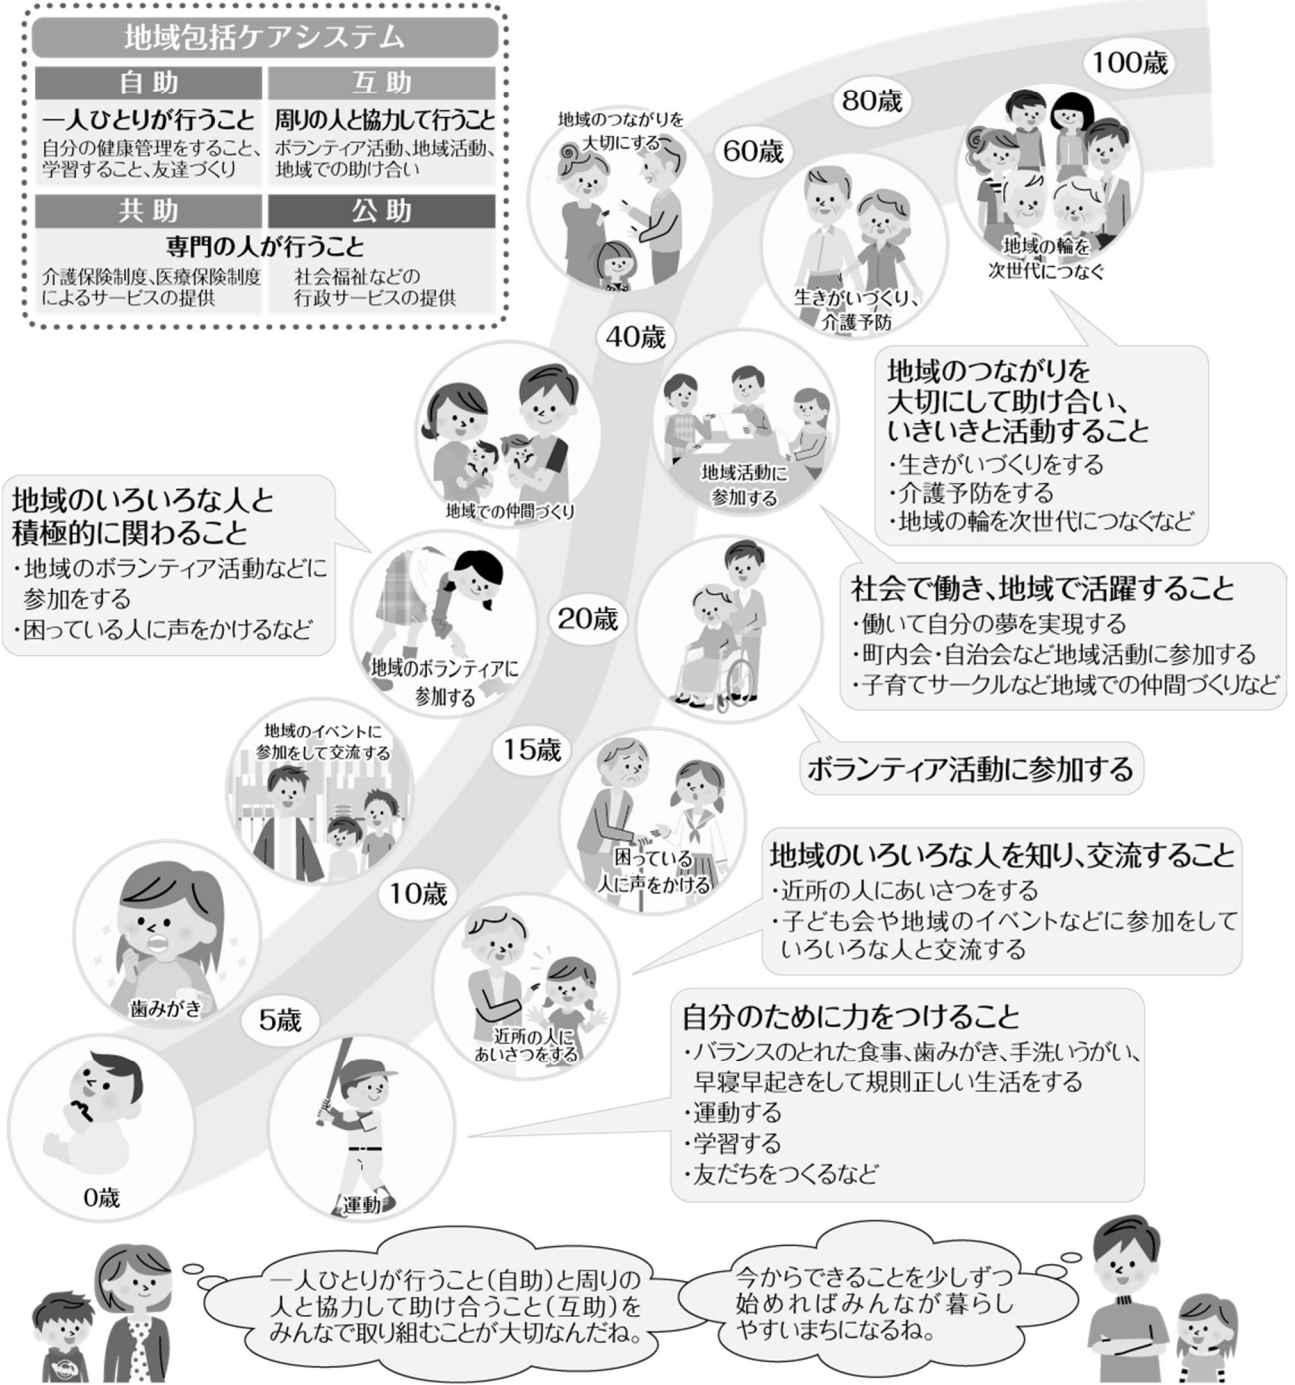 地域包括ケアシステム
自助
一人ひとりが行うこと
自分の健康管理をすること、
学習すること、友達づくり
互助
周りの人と協力して行うこと
ボランティア活動、地域活動、
地域での助け合い
共助
公助
専門の人が行うこと
介護保険制度、医療保険制度
によるサービスの提供
社会福祉などの
行政サービスの提供
100歳
80歳
60歳
地域のつながりを
大切にする
生きがいづくり、
介護予防
地域の輪を
次世代につなぐ
地域のつながりを
大切にして助け合い、
いきいきと活動すること
・生きがいづくりをする
・介護予防をする
・地域の輪を次世代につなぐなど
40歳
地域での仲間づくり
地域活動に
参加する
社会で働き、地域で活躍すること
・働いて自分の夢を実現する
・町内会・自治会など地域活動に参加する
・子育てサークルなど地域での仲間づくりなど
地域のいろいろな人と
積極的に関わること
・地域のボランティア活動などに
参加をする
・困っている人に声をかけるなど
地域のボランティアに
参加する
20歳
ボランティア活動に参加する
地域のイベントに
参加をして交流する
15歳
困っている
人に声をかける
地域のいろいろな人を知り、交流すること
・近所の人にあいさつをする
・子ども会や地域のイベントなどに参加をして
いろいろな人と交流する
10歳
近所の人に
あいさつをする
歯みがき
5歳
自分のために力をつけること
・バランスのとれた食事、歯みがき、手洗いうがい、
早寝早起きをして規則正しい生活をする
・運動する
・学習する
・友だちをつくるなど
0歳
運動
一人ひとりが行うこと（自助）と周りの
人と協力して助け合うこと（互助）を
みんなで取り組むことが大切なんだね。
今からできることを少しずつ
始めればみんなが暮らし
やすいまちになるね。